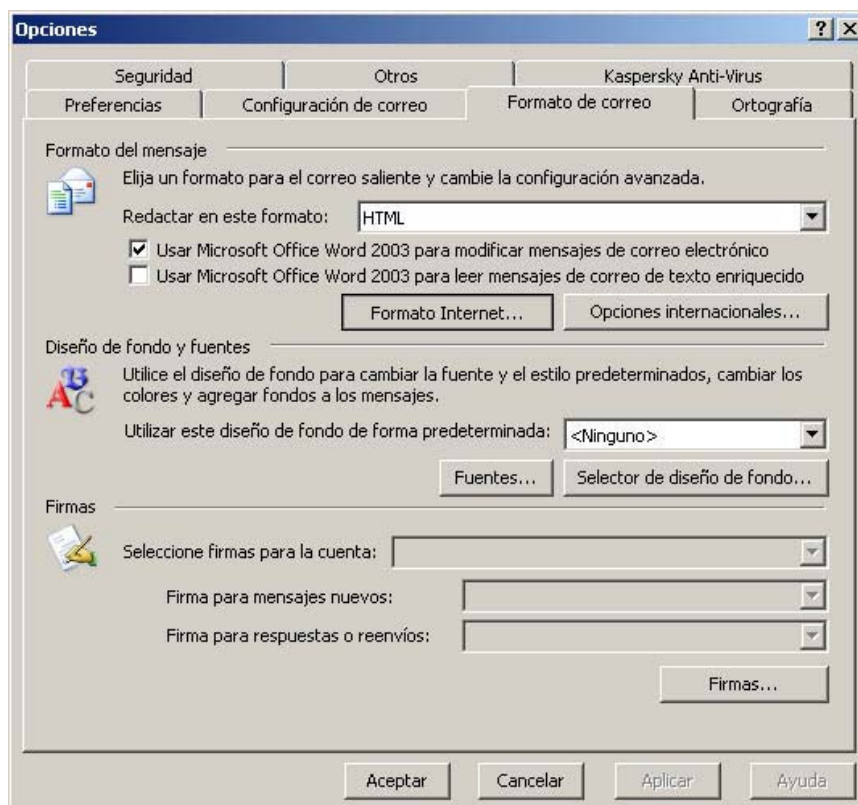 Opciones
Seguridad
Otros
Kaspersky Anti-Virus
Preferencias
Configuración de correo
Formato de correo
Ortografía
Formato del mensaje
Elija un formato para el correo saliente y cambie la configuración avanzada.
Redactar en este formato: HTML
Usar Microsoft Office Word 2003 para modificar mensajes de correo electrónico
Usar Microsoft Office Word 2003 para leer mensajes de correo de texto enriquecido
Formato Internet...
Opciones internacionales...
Diseño de fondo y fuentes
Utilice el diseño de fondo para cambiar la fuente y el estilo predeterminados, cambiar los
colores y agregar fondos a los mensajes.
Utilizar este diseño de fondo de forma predeterminada: <Ninguno>
Fuentes...
Selector de diseño de fondo...
Firmas
Seleccione firmas para la cuenta:
Firma para mensajes nuevos:
Firma para respuestas o reenvíos:
Firmas...
Aceptar
Cancelar
Aplicar
Ayuda